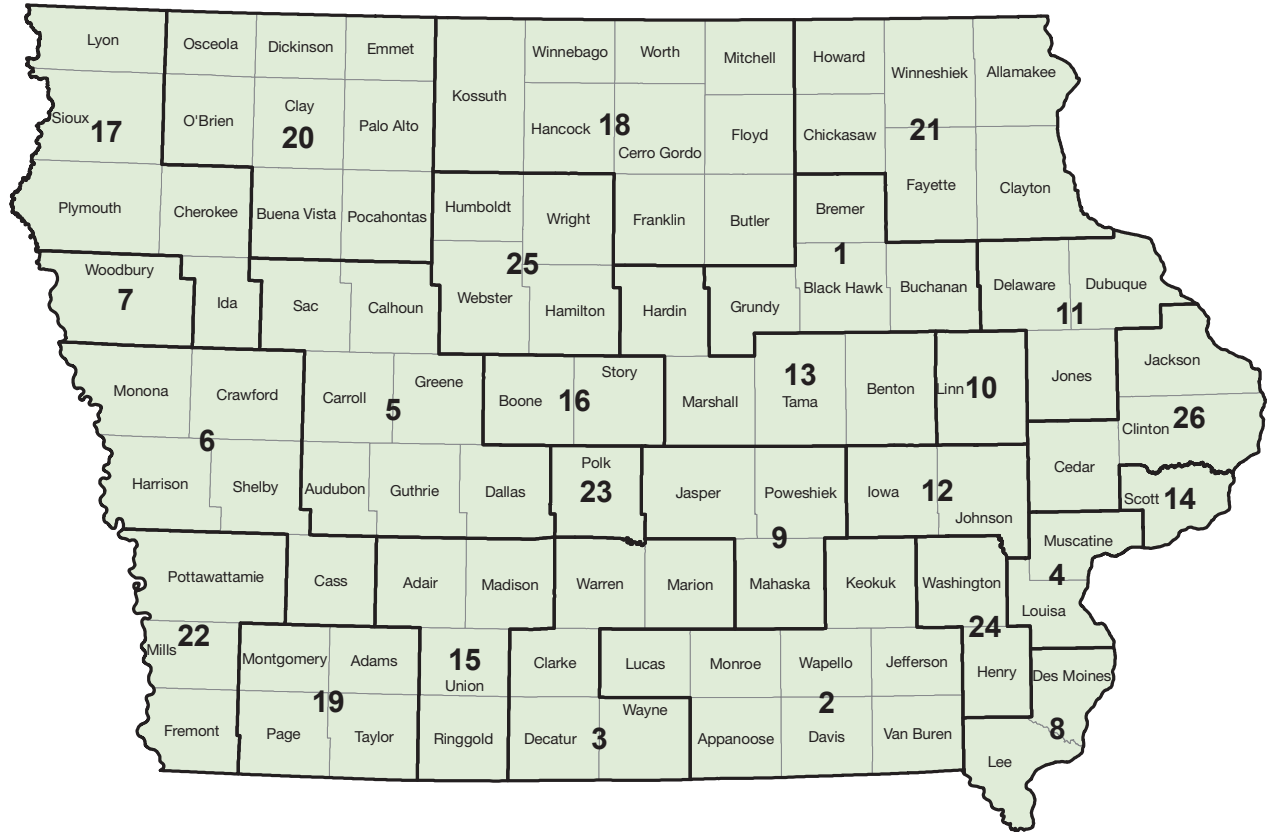 Lyon
Osceola
Dickinson
Emmet
Kossuth
Winnebago
Worth
Mitchell
Howard
Winneshiek
Allamakee
Sioux 17
O'Brien
Clay
20
Palo Alto
Hancock
18
Cerro Gordo
Floyd
Chickasaw
21
Plymouth
Cherokee
Buena Vista
Pocahontas
Humboldt
Wright
Franklin
Butler
Bremer
Fayette
Clayton
Woodbury
7
Ida
Sac
Calhoun
25
Webster
Hamilton
Hardin
Grundy
1
Black Hawk
Buchanan
Delaware
Dubuque
11
Monona
Crawford
Carroll
Greene
5
Boone
16
Story
Marshall
13
Tama
Benton
Linn 10
Jones
Jackson
6
Clinton 26
Harrison
Shelby
Audubon
Guthrie
Dallas
Polk
23
Jasper
Poweshiek
Iowa
12
Johnson
Cedar
Scott 14
Pottawattamie
Cass
Adair
Madison
Warren
Marion
9
Mahaska
Keokuk
Washington
Muscatine
4
Louisa
Mills 22
Montgomery
Adams
15
Union
Clarke
Lucas
Monroe
Wapello
Jefferson
24
Henry
Des Moines
Fremont
19
Page
Taylor
Ringgold
Decatur
3
Wayne
Appanoose
2
Davis
Van Buren
8
Lee